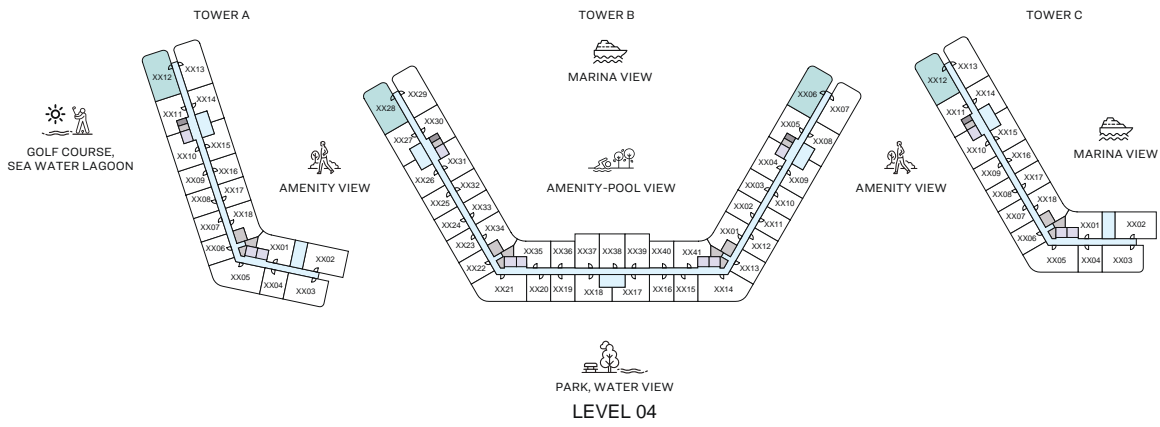 TOWER A
TOWER B
TOWER C
MARINA VIEW
GOLF COURSE,
SEA WATER LAGOON
AMENITY VIEW
AMENITY-POOL VIEW
AMENITY VIEW
MARINA VIEW
XX12
XX13
XX11
XX14
XX10
XX15
XX09
XX16
XX08
XX17
XX07
XX18
XX06
XX01
XX02
XX05
XX04
XX03
XX28
XX29
XX27
XX30
XX26
XX31
XX25
XX32
XX24
XX33
XX23
XX34
XX22
XX35
XX36
XX37
XX38
XX39
XX40
XX41
XX21
XX20
XX19
XX18
XX17
XX16
XX15
XX14
XX06
XX07
XX05
XX08
XX04
XX09
XX03
XX10
XX02
XX11
XX01
XX12
XX13
XX12
XX13
XX11
XX14
XX10
XX15
XX09
XX16
XX08
XX17
XX07
XX18
XX06
XX01
XX02
XX05
XX04
XX03
PARK, WATER VIEW
LEVEL 04